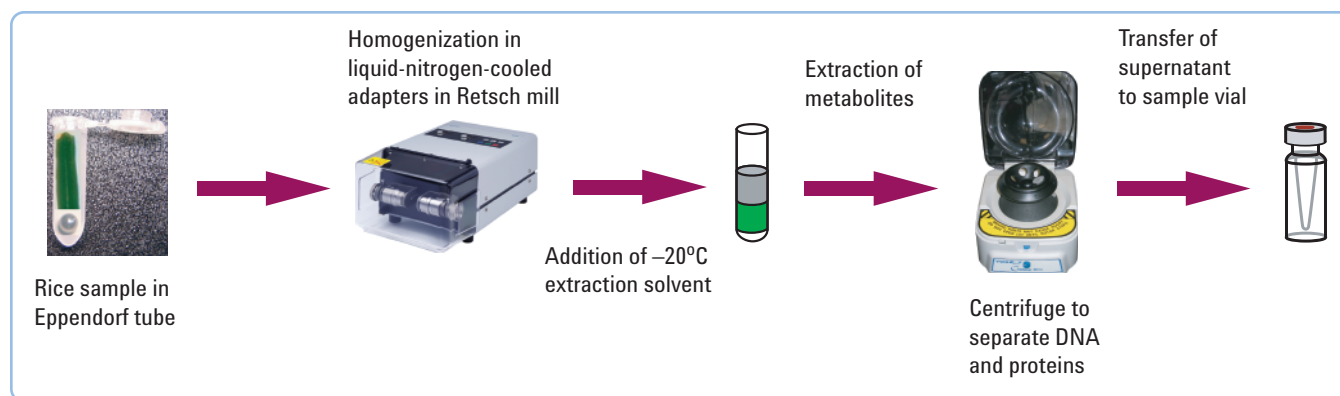 Rice sample in
Eppendorf tube
Homogenization in
liquid-nitrogen-cooled
adapters in Retsch mill
Addition of –20ºC
extraction solvent
Extraction of
metabolites
Centrifuge to
separate DNA
and proteins
Transfer of
supernatant
to sample vial